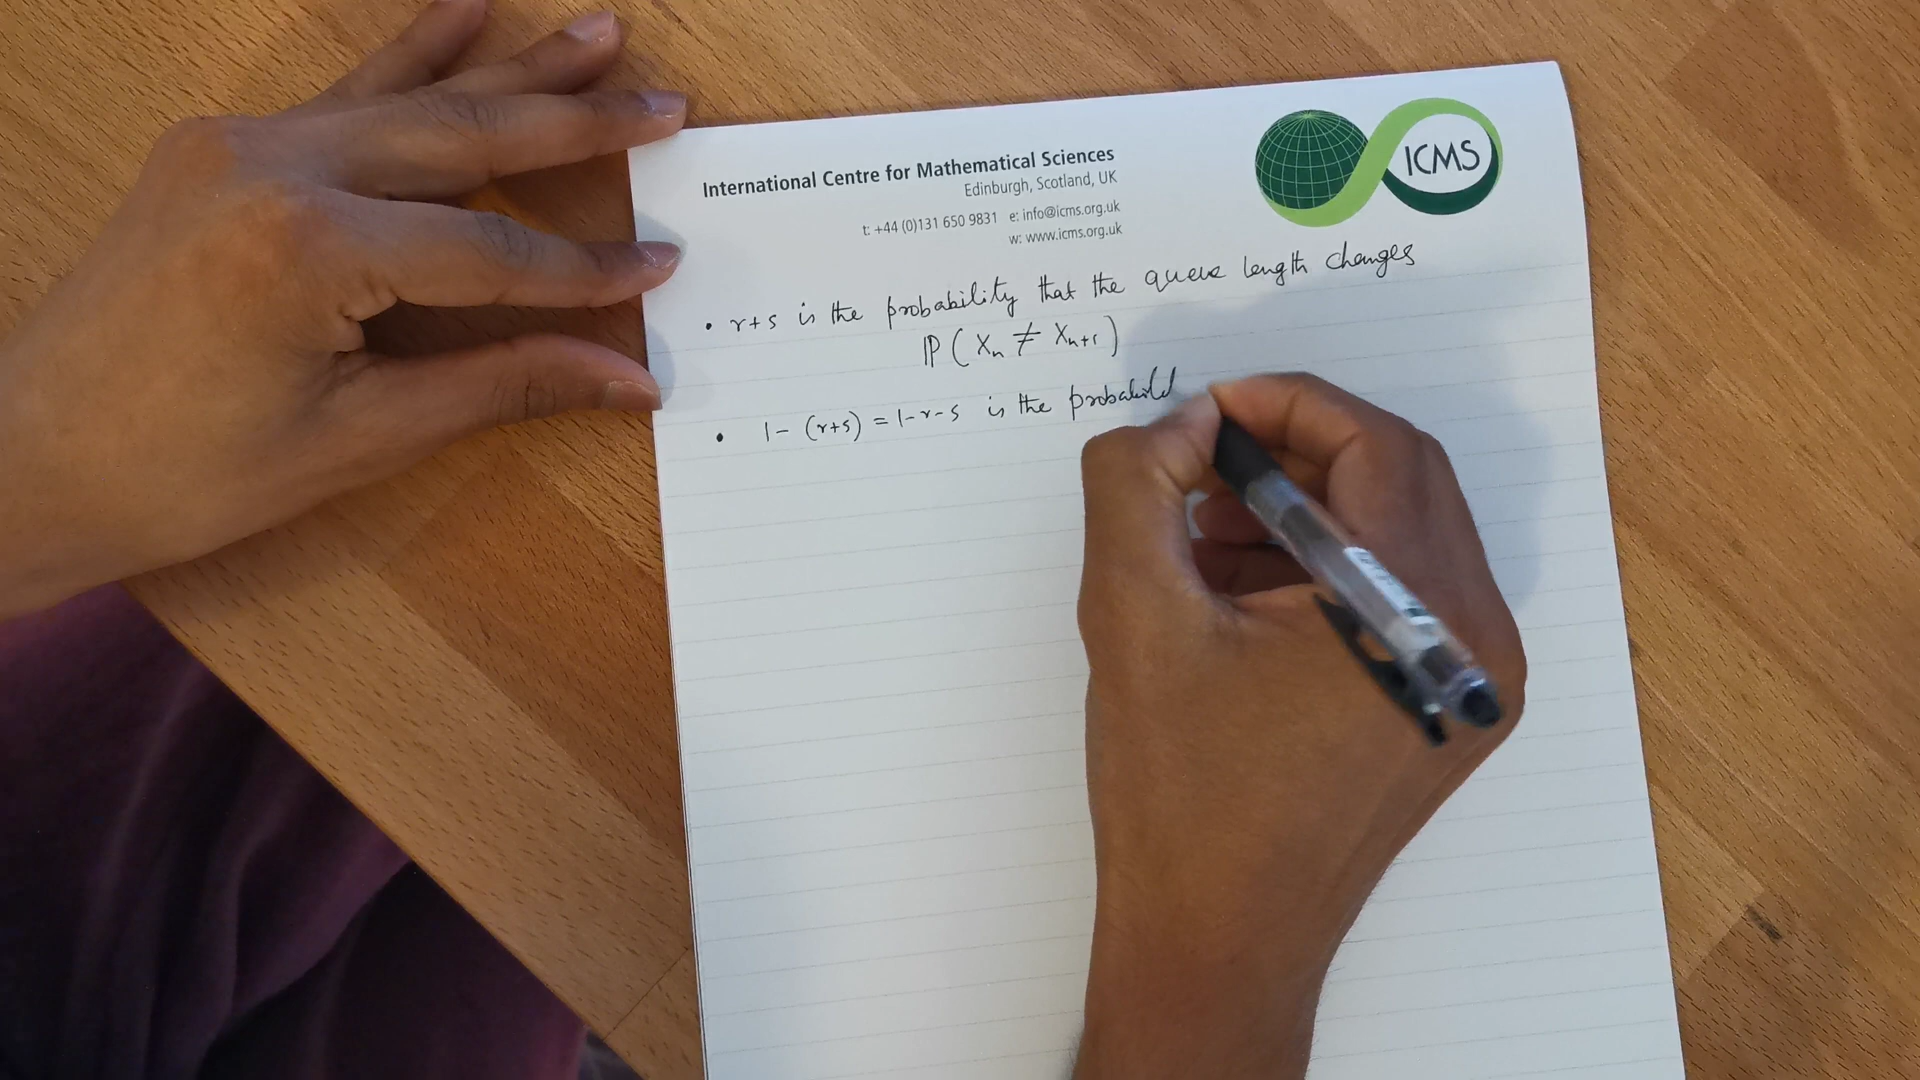 International Centre for Mathematical Sciences
Edinburgh, Scotland, UK
t: +44 (0)131 650 9831 e: info@icms.org.uk
w: www.icms.org.uk
ICMS
• r+s is the probability that the queue length changes
ℙ ( Xₙ ≠ Xₙ₊₁ )
• 1 - (r+s) = 1-r-s is the probabild